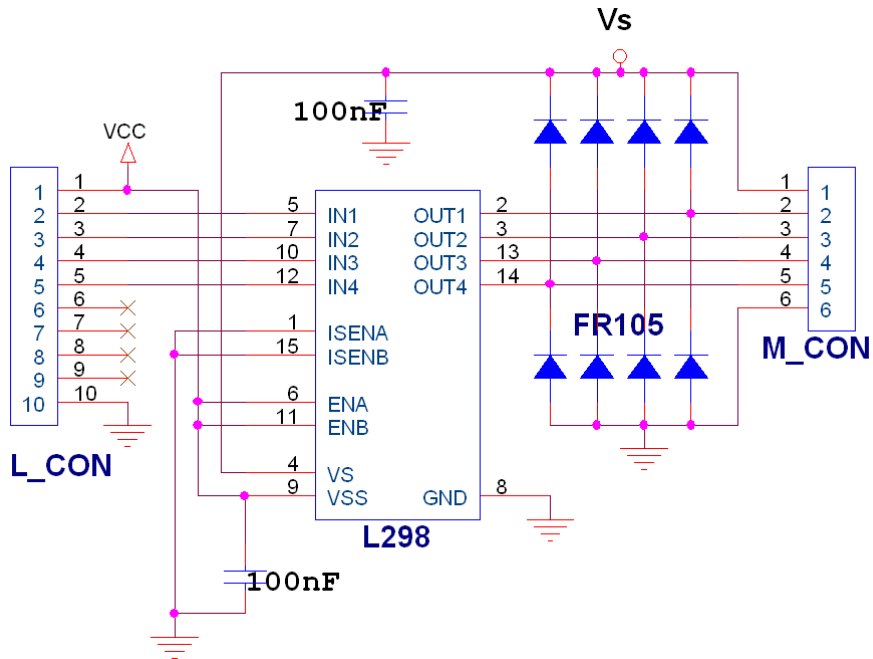 Vs
100nF
VCC
1 1
2 2
3 3
4 4
5 5
6 6
7 7
8 8
9 9
10 10
L_CON
5 IN1
7 IN2
10 IN3
12 IN4
1 ISENA
15 ISENB
6 ENA
11 ENB
4 VS
9 VSS
OUT1 2
OUT2 3
OUT3 13
OUT4 14
GND 8
L298
100nF
FR105
1 1
2 2
3 3
4 4
5 5
6 6
M_CON